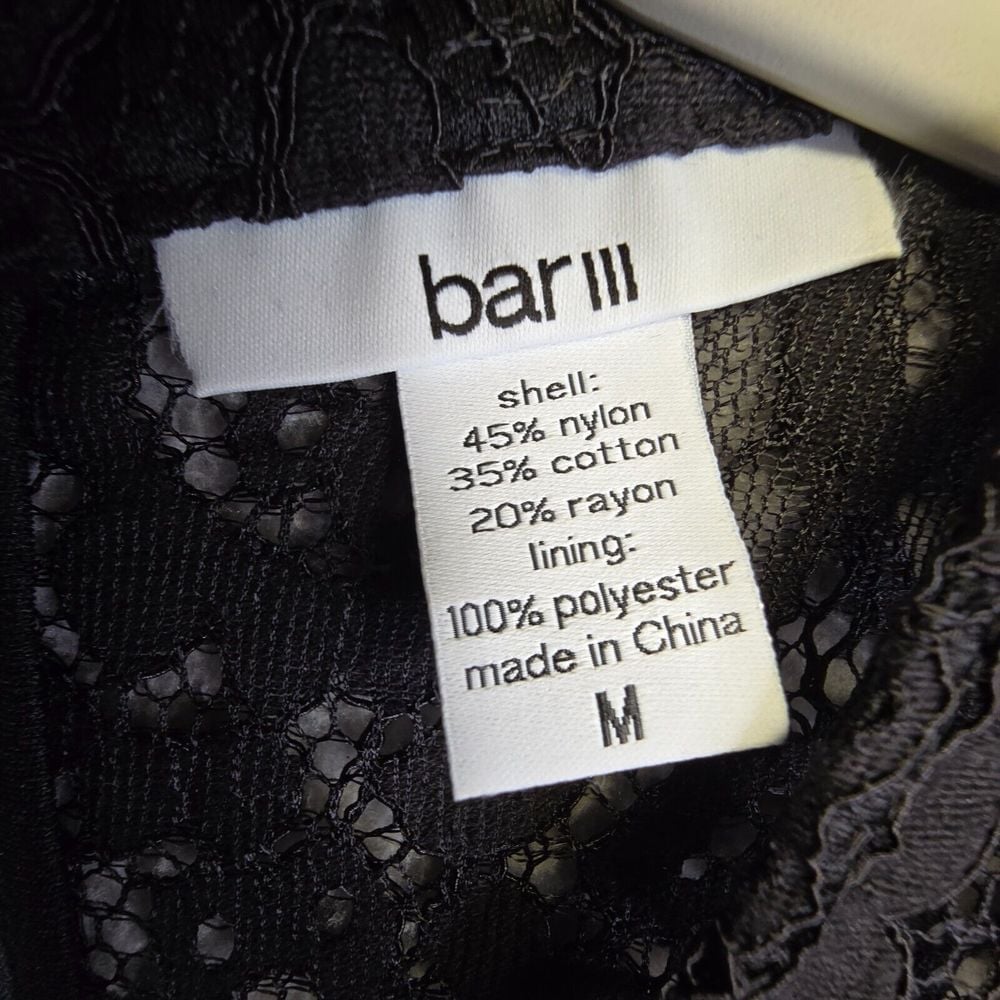 bar III
shell:
45% nylon
35% cotton
20% rayon
lining:
100% polyester
made in China
M